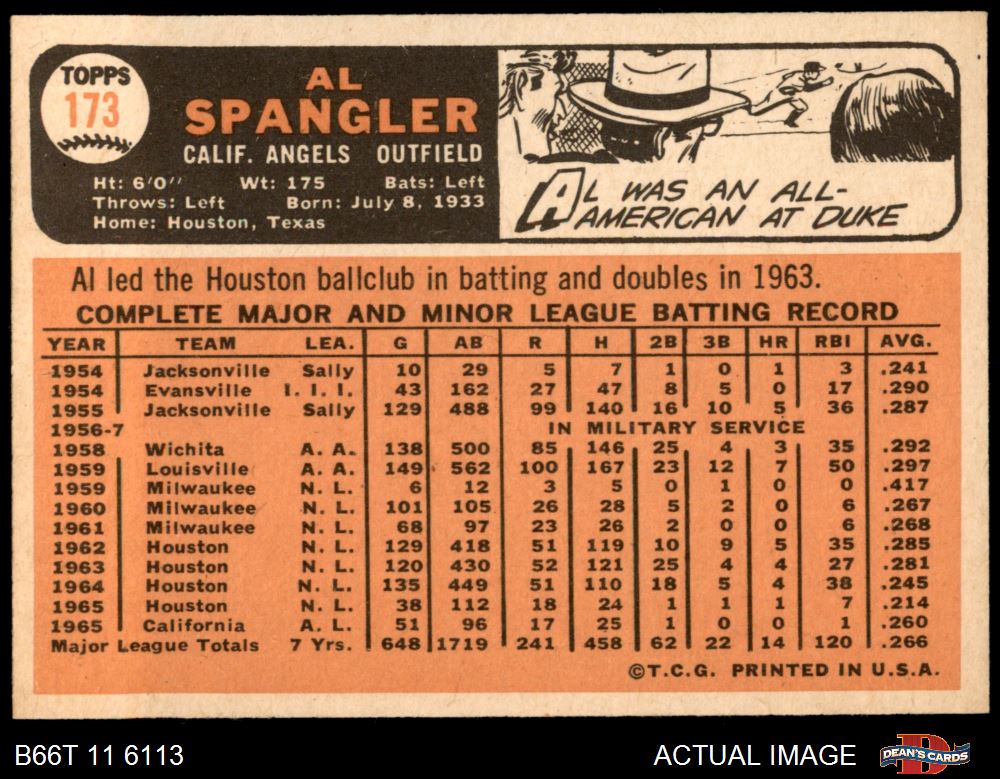 TOPPS
173
AL
SPANGLER
CALIF. ANGELS OUTFIELD
Ht: 6'0" Wt: 175 Bats: Left
Throws: Left Born: July 8, 1933
Home: Houston, Texas
AL WAS AN ALL-
AMERICAN AT DUKE
Al led the Houston ballclub in batting and doubles in 1963.
COMPLETE MAJOR AND MINOR LEAGUE BATTING RECORD
YEAR TEAM LEA. G AB R H 2B 3B HR RBI AVG.
1954 Jacksonville Sally 10 29 5 7 1 0 1 3 .241
1954 Evansville I. I. I. 43 162 27 47 8 5 0 17 .290
1955 Jacksonville Sally 129 488 99 140 16 10 5 36 .287
1956-7 IN MILITARY SERVICE
1958 Wichita A. A. 138 500 85 146 25 4 3 35 .292
1959 Louisville A. A. 149 562 100 167 23 12 7 50 .297
1959 Milwaukee N. L. 6 12 3 5 0 1 0 0 .417
1960 Milwaukee N. L. 101 105 26 28 5 2 0 6 .267
1961 Milwaukee N. L. 68 97 23 26 2 0 0 6 .268
1962 Houston N. L. 129 418 51 119 10 9 5 35 .285
1963 Houston N. L. 120 430 52 121 25 4 4 27 .281
1964 Houston N. L. 135 449 51 110 18 5 4 38 .245
1965 Houston N. L. 38 112 18 24 1 1 1 7 .214
1965 California A. L. 51 96 17 25 1 0 0 1 .260
Major League Totals 7 Yrs. 648 1719 241 458 62 22 14 120 .266
©T.C.G. PRINTED IN U.S.A.
B66T 11 6113 ACTUAL IMAGE DEAN'S CARDS